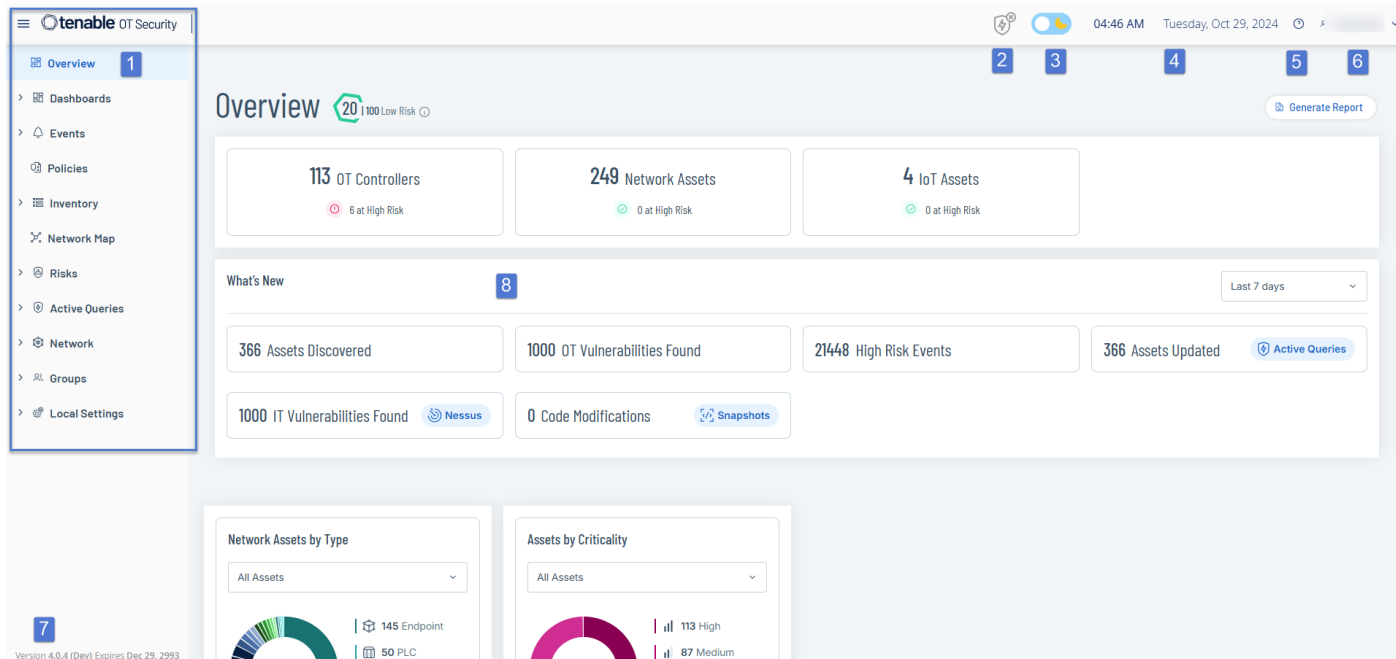 tenable OT Security
04:46 AM Tuesday, Oct 29, 2024
Overview 1
2 3 4 5 6
Dashboards
Events
Policies
Inventory
Network Map
Risks
Active Queries
Network
Groups
Local Settings
7
Version 4.0.4 (Dev) Expires Dec 29, 2993
Overview 20 | 100 Low Risk
Generate Report
113 OT Controllers
6 at High Risk
249 Network Assets
0 at High Risk
4 IoT Assets
0 at High Risk
What's New
8
Last 7 days
366 Assets Discovered
1000 OT Vulnerabilities Found
21448 High Risk Events
366 Assets Updated Active Queries
1000 IT Vulnerabilities Found Nessus
0 Code Modifications Snapshots
Network Assets by Type
All Assets
145 Endpoint
50 PLC
Assets by Criticality
All Assets
113 High
87 Medium